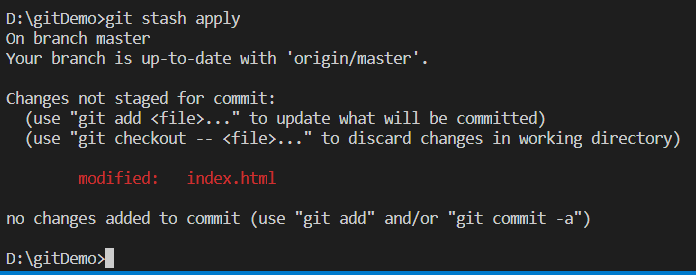 D:\gitDemo>git stash apply
On branch master
Your branch is up-to-date with 'origin/master'.
Changes not staged for commit:
  (use "git add <file>..." to update what will be committed)
  (use "git checkout -- <file>..." to discard changes in working directory)
        modified:   index.html
no changes added to commit (use "git add" and/or "git commit -a")
D:\gitDemo>